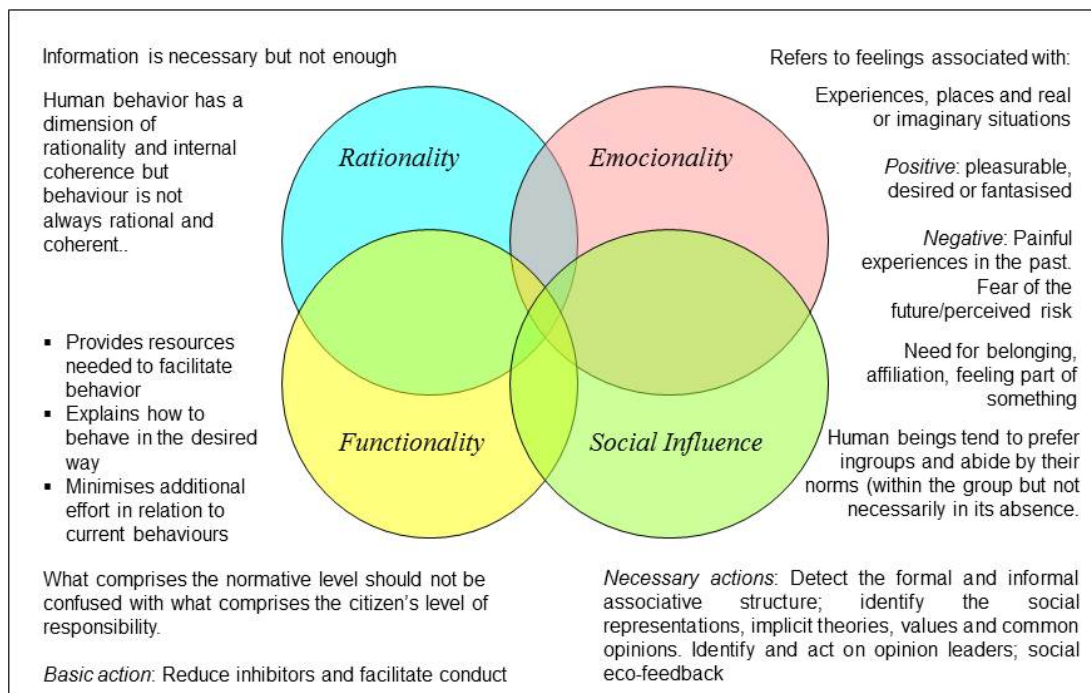 Information is necessary but not enough
Human behavior has a
dimension of
rationality and internal
coherence but
behaviour is not
always rational and
coherent..
Rationality
Emocionality
Refers to feelings associated with:
Experiences, places and real
or imaginary situations
Positive: pleasurable,
desired or fantasised
Negative: Painful
experiences in the past.
Fear of the
future/perceived risk
▪ Provides resources
needed to facilitate
behavior
▪ Explains how to
behave in the desired
way
▪ Minimises additional
effort in relation to
current behaviours
Functionality
Social Influence
Need for belonging,
affiliation, feeling part of
something
Human beings tend to prefer
ingroups and abide by their
norms (within the group but not
necessarily in its absence.
What comprises the normative level should not be
confused with what comprises the citizen's level of
responsibility.
Basic action: Reduce inhibitors and facilitate conduct
Necessary actions: Detect the formal and informal
associative structure; identify the social
representations, implicit theories, values and common
opinions. Identify and act on opinion leaders; social
eco-feedback